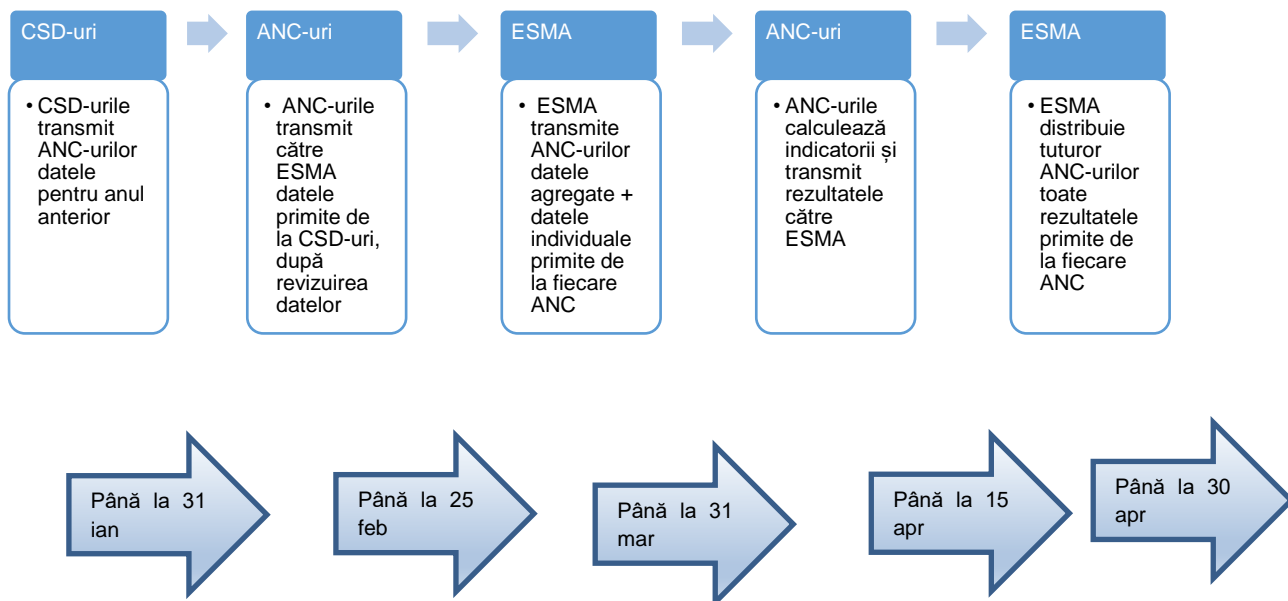 CSD-uri
ANC-uri
ESMA
ANC-uri
ESMA
• CSD-urile
transmit
ANC-urilor
datele
pentru anul
anterior
• ANC-urile
transmit
către
ESMA
datele
primite de
la CSD-uri,
după
revizuirea
datelor
• ESMA
transmite
ANC-urilor
datele
agregate +
datele
individuale
primite de
la fiecare
ANC
• ANC-urile
calculează
indicatorii și
transmit
rezultatele
către
ESMA
• ESMA
distribuie
tuturor
ANC-urilor
toate
rezultatele
primite de
la fiecare
ANC
Până la 31
ian
Până la 25
feb
Până la 31
mar
Până la 15
apr
Până la 30
apr